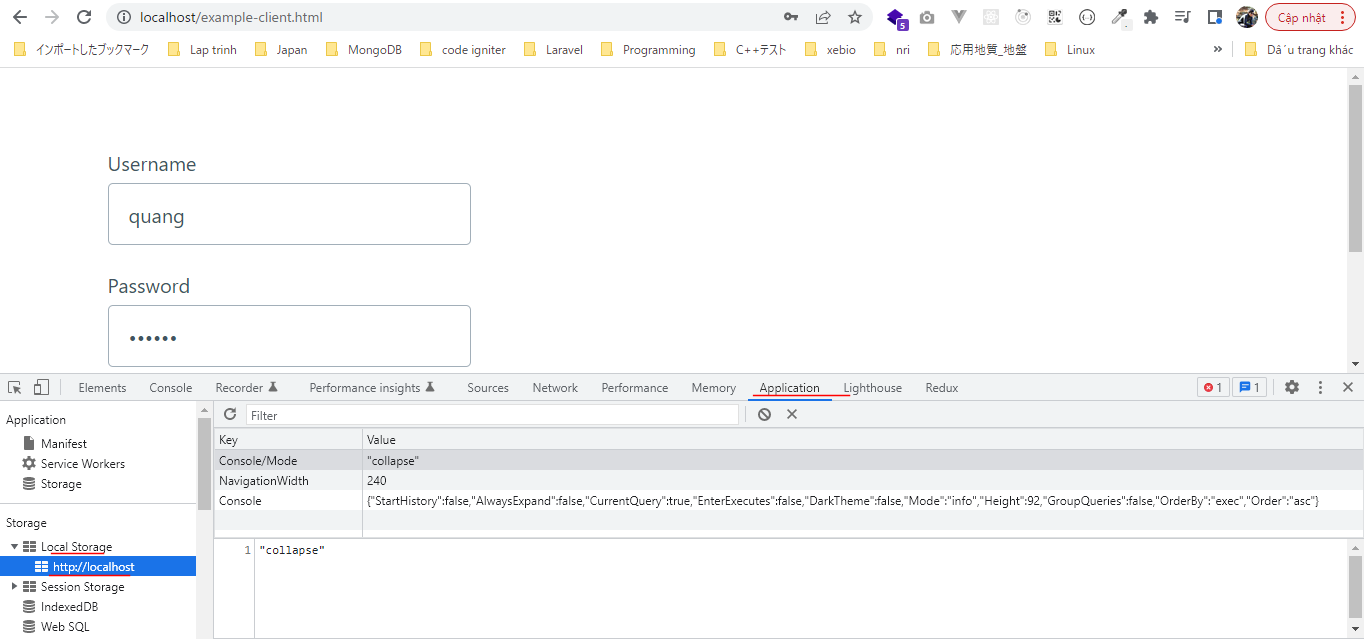 localhost/example-client.html
5
Cập nhật
インポートしたブックマーク Lap trinh Japan MongoDB code igniter Laravel Programming C++テスト xebio nri 応用地質_地盤 Linux » Dấu trang khác
Username
quang
Password
••••••
Elements Console Recorder Performance insights Sources Network Performance Memory Application Lighthouse Redux 1 1
Application
Manifest
Service Workers
Storage
Storage
Local Storage
http://localhost
Session Storage
IndexedDB
Web SQL
Filter
Key Value
Console/Mode "collapse"
NavigationWidth 240
Console {"StartHistory":false,"AlwaysExpand":false,"CurrentQuery":true,"EnterExecutes":false,"DarkTheme":false,"Mode":"info","Height":92,"GroupQueries":false,"OrderBy":"exec","Order":"asc"}
1 "collapse"